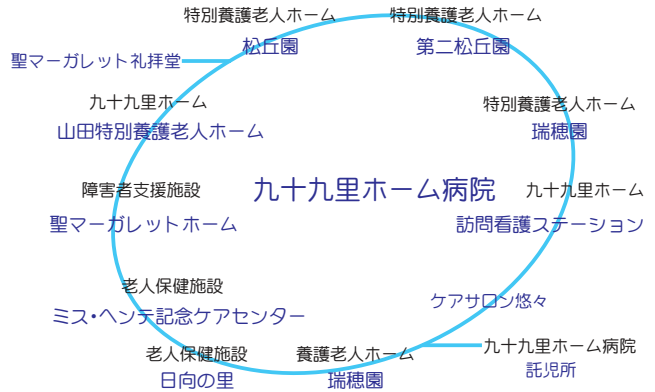 特別養護老人ホーム
松丘園
特別養護老人ホーム
第二松丘園
聖マーガレット礼拝堂
九十九里ホーム
山田特別養護老人ホーム
特別養護老人ホーム
瑞穂園
障害者支援施設
聖マーガレットホーム
九十九里ホーム病院
九十九里ホーム
訪問看護ステーション
老人保健施設
ミス・ヘンテ記念ケアセンター
ケアサロン悠々
老人保健施設
日向の里
養護老人ホーム
瑞穂園
九十九里ホーム病院
託児所